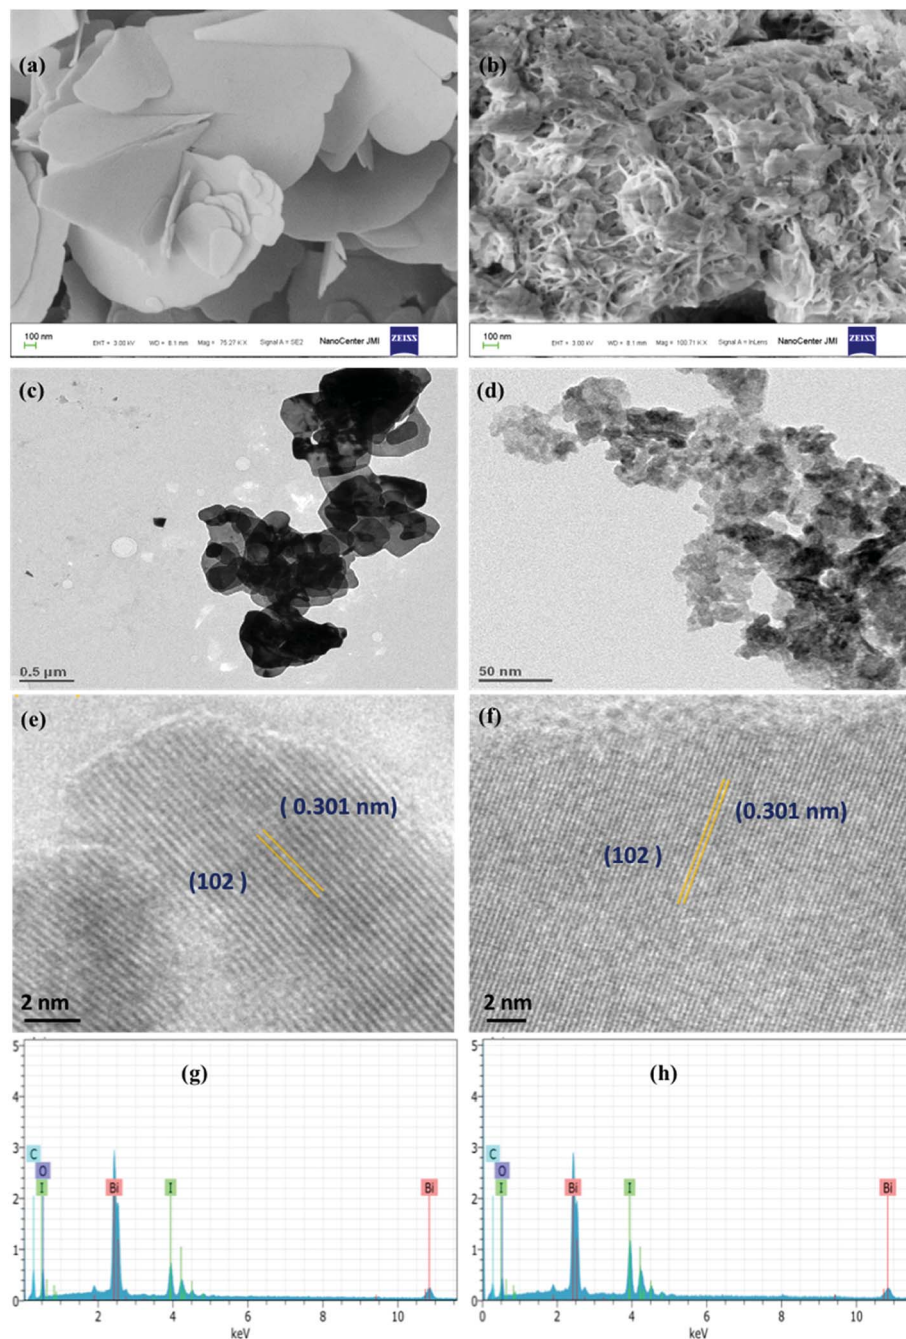 (a)
(b)
100 nm EHT = 3.00 kV WD = 8.1 mm Mag = 75.27 K X Signal A = SE2 NanoCenter JMI ZEISS
100 nm EHT = 3.00 kV WD = 8.1 mm Mag = 100.71 K X Signal A = InLens NanoCenter JMI ZEISS
(c)
0.5 µm
(d)
50 nm
(e)
( 0.301 nm)
(102 )
2 nm
(f)
(0.301 nm)
(102 )
2 nm
(g)
5
4
3
2
1
0
C
O
I
Bi
I
Bi
2 4 6 8 10
keV
(h)
5
4
3
2
1
0
C
O
I
Bi
I
Bi
2 4 6 8 10
keV